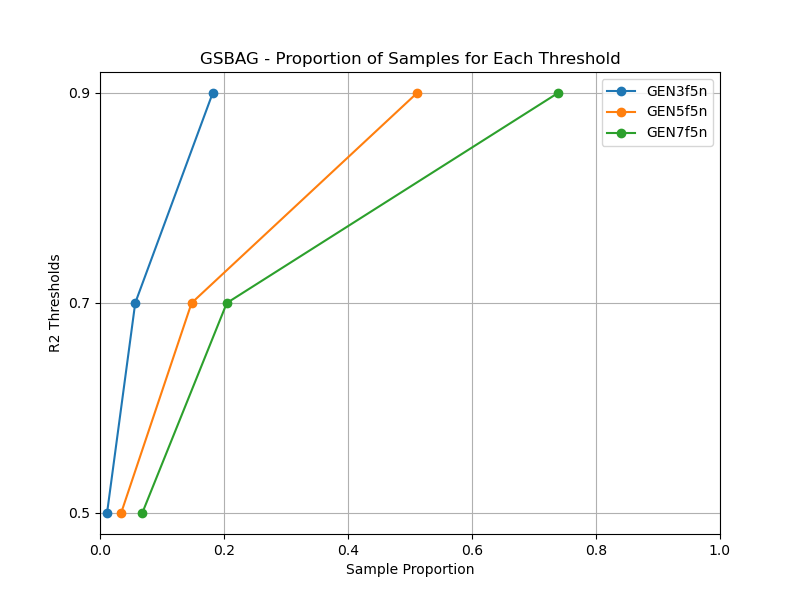 GSBAG - Proportion of Samples for Each Threshold
GEN3f5n
GEN5f5n
GEN7f5n
0.9
0.7
0.5
R2 Thresholds
0.0 0.2 0.4 0.6 0.8 1.0
Sample Proportion